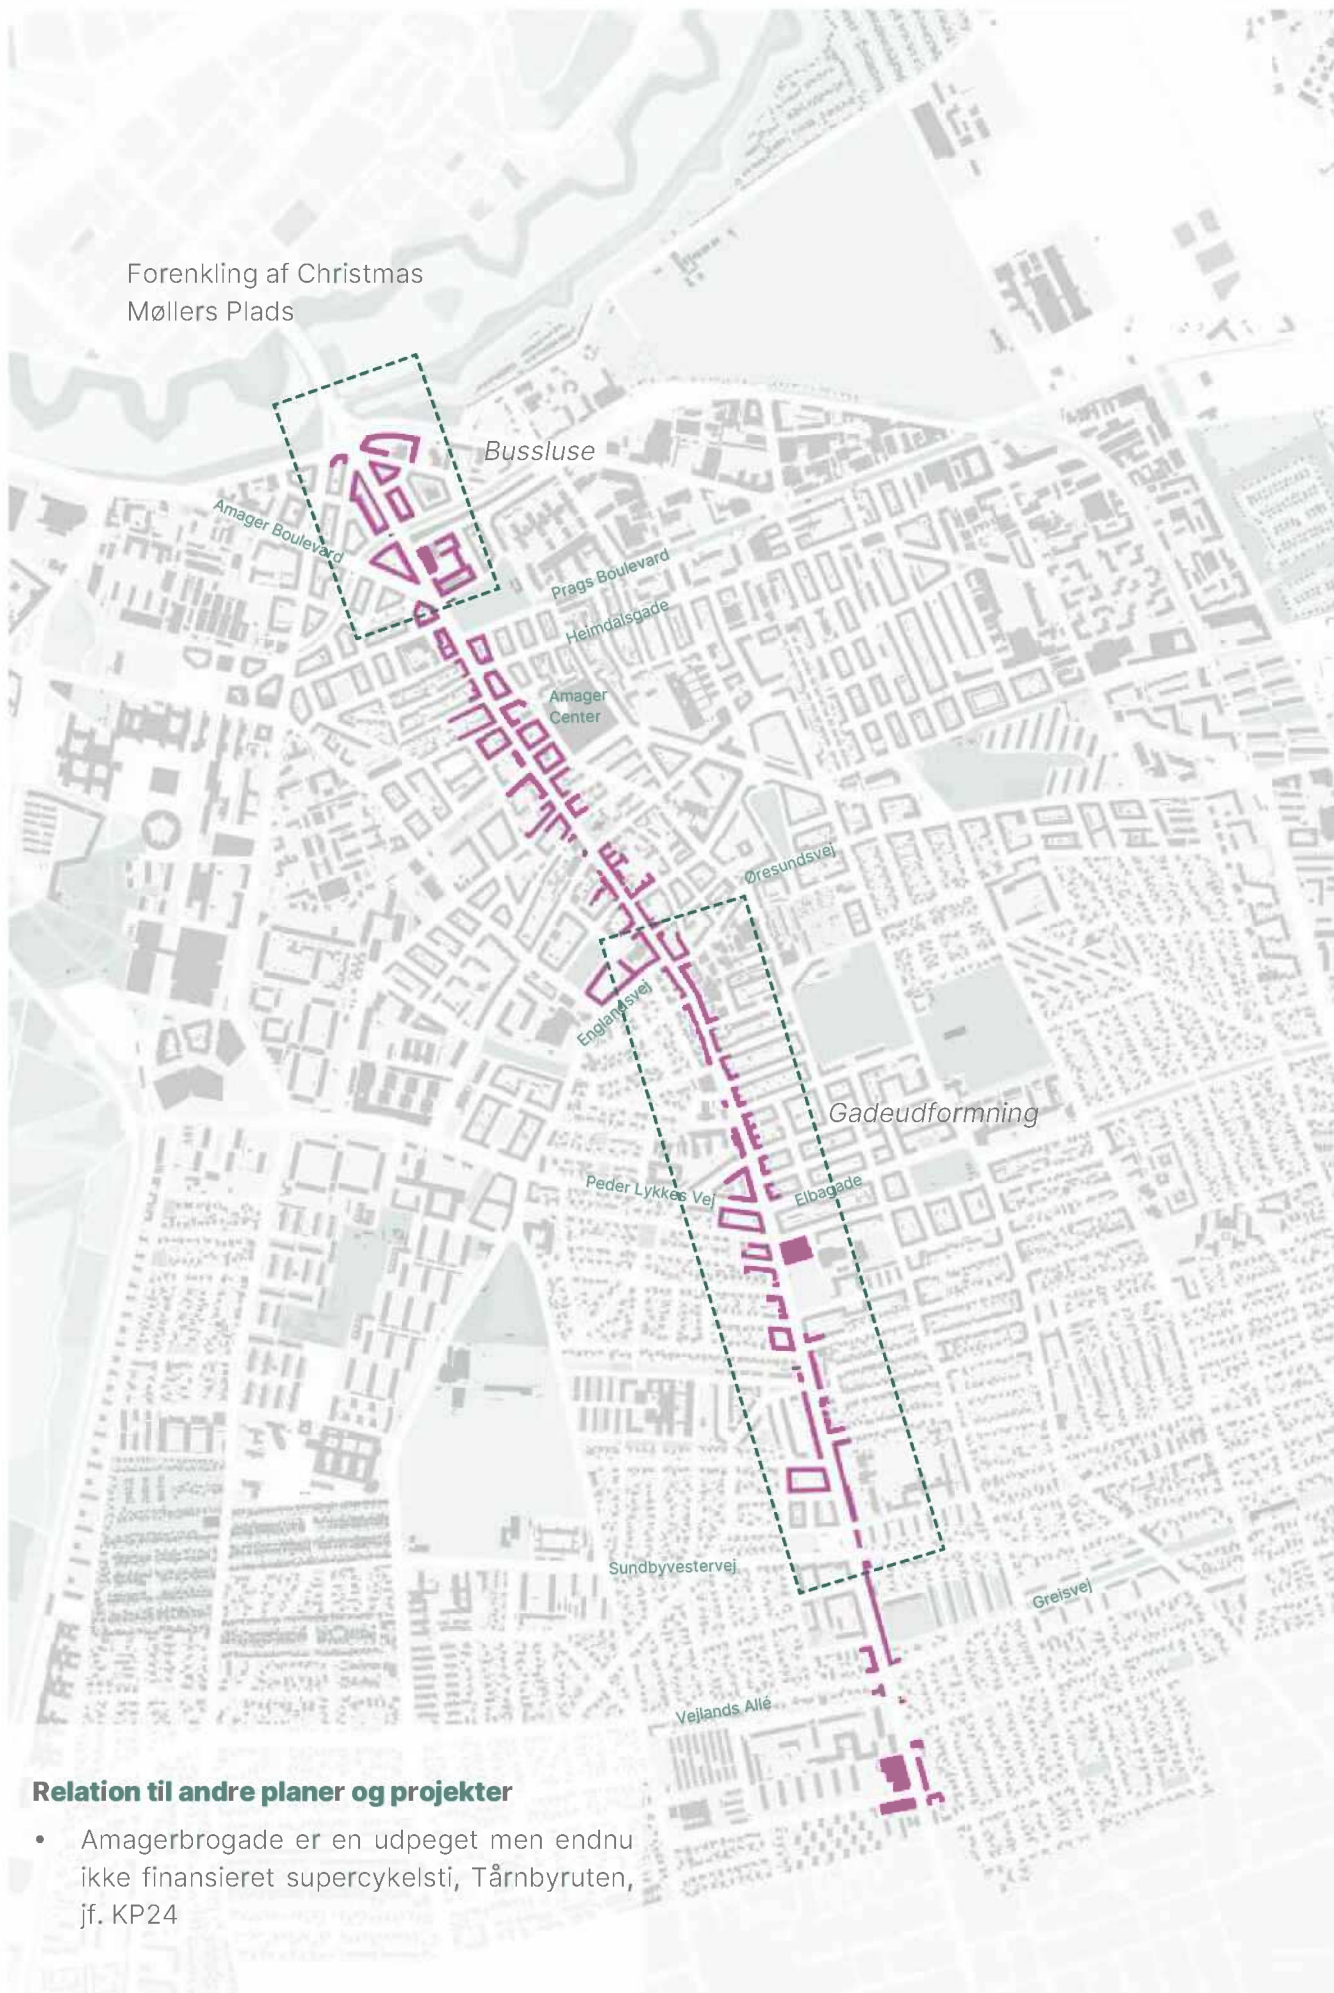 Forenkling af Christmas
Møllers Plads
Bussluse
Amager Boulevard
Prags Boulevard
Heimdalsgade
Amager
Center
Øresundsvej
Englandsvej
Gadeudformning
Peder Lykkes Vej
Elbagade
Sundbyvestervej
Greisvej
Vejlands Allé
Relation til andre planer og projekter
• Amagerbrogade er en udpeget men endnu
ikke finansieret supercykelsti, Tårnbyruten,
jf. KP24